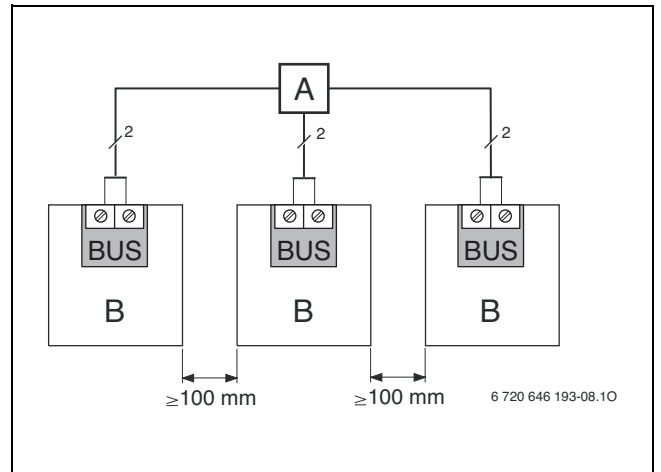 A
2 2 2
BUS BUS BUS
B B B
≥100 mm ≥100 mm
6 720 646 193-08.1O